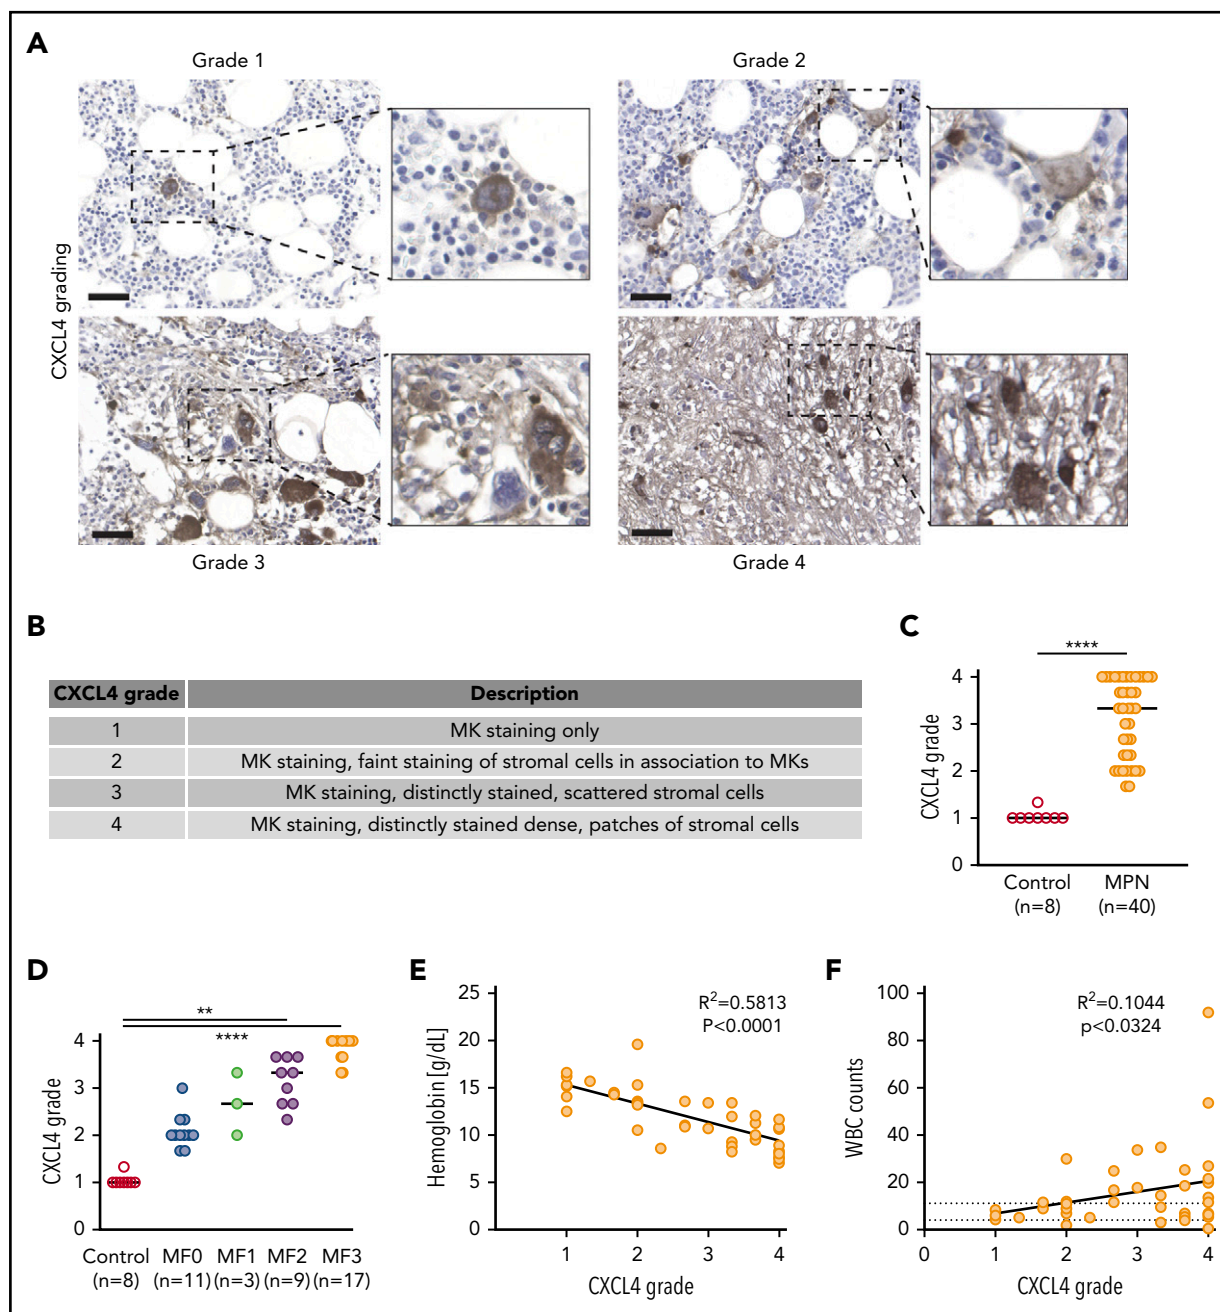 A
Grade 1
Grade 2
CXCL4 grading
Grade 3
Grade 4
B
CXCL4 grade Description
1 MK staining only
2 MK staining, faint staining of stromal cells in association to MKs
3 MK staining, distinctly stained, scattered stromal cells
4 MK staining, distinctly stained dense, patches of stromal cells
C
****
CXCL4 grade
4
3
2
1
0
Control MPN
(n=8) (n=40)
D
**
****
CXCL4 grade
4
3
2
1
0
Control MF0 MF1 MF2 MF3
(n=8) (n=11) (n=3) (n=9) (n=17)
E
R²=0.5813
P<0.0001
Hemoglobin [g/dL]
25
20
15
10
5
0
1 2 3 4
CXCL4 grade
F
R²=0.1044
p<0.0324
WBC counts
100
80
60
40
20
0
0 1 2 3 4
CXCL4 grade